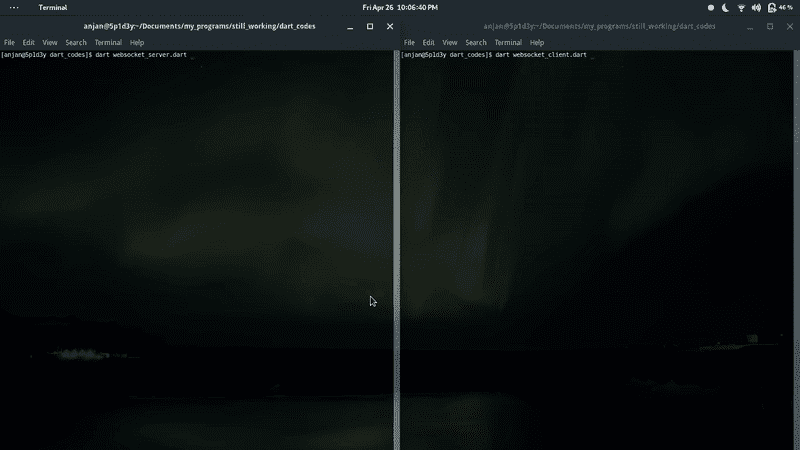 Terminal
Fri Apr 26 10:06:40 PM
46 %
anjan@5p1d3y:~/Documents/my_programs/still_working/dart_codes
anjan@5p1d3y:~/Documents/my_programs/still_working/dart_codes
File Edit View Search Terminal Help
File Edit View Search Terminal Help
[anjan@5p1d3y dart_codes]$ dart websocket_server.dart _
[anjan@5p1d3y dart_codes]$ dart websocket_client.dart _